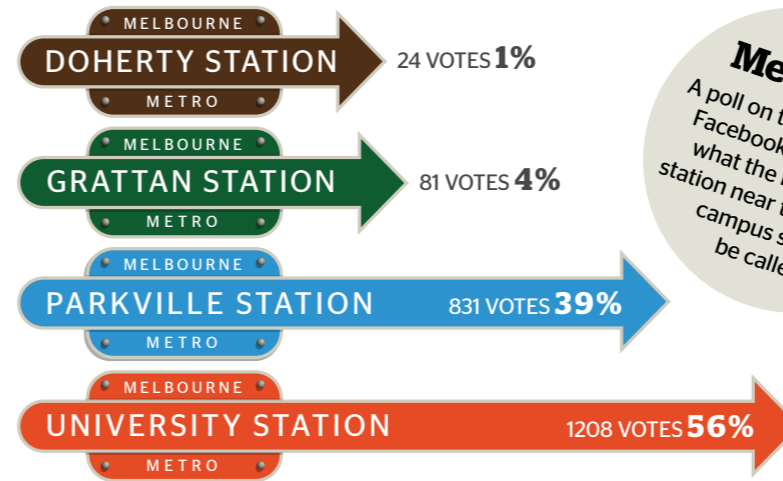 MELBOURNE
DOHERTY STATION
METRO
24 VOTES 1%
MELBOURNE
GRATTAN STATION
METRO
81 VOTES 4%
MELBOURNE
PARKVILLE STATION
METRO
831 VOTES 39%
MELBOURNE
UNIVERSITY STATION
METRO
1208 VOTES 56%
A poll on
Facebook
what the
station near
campus
be